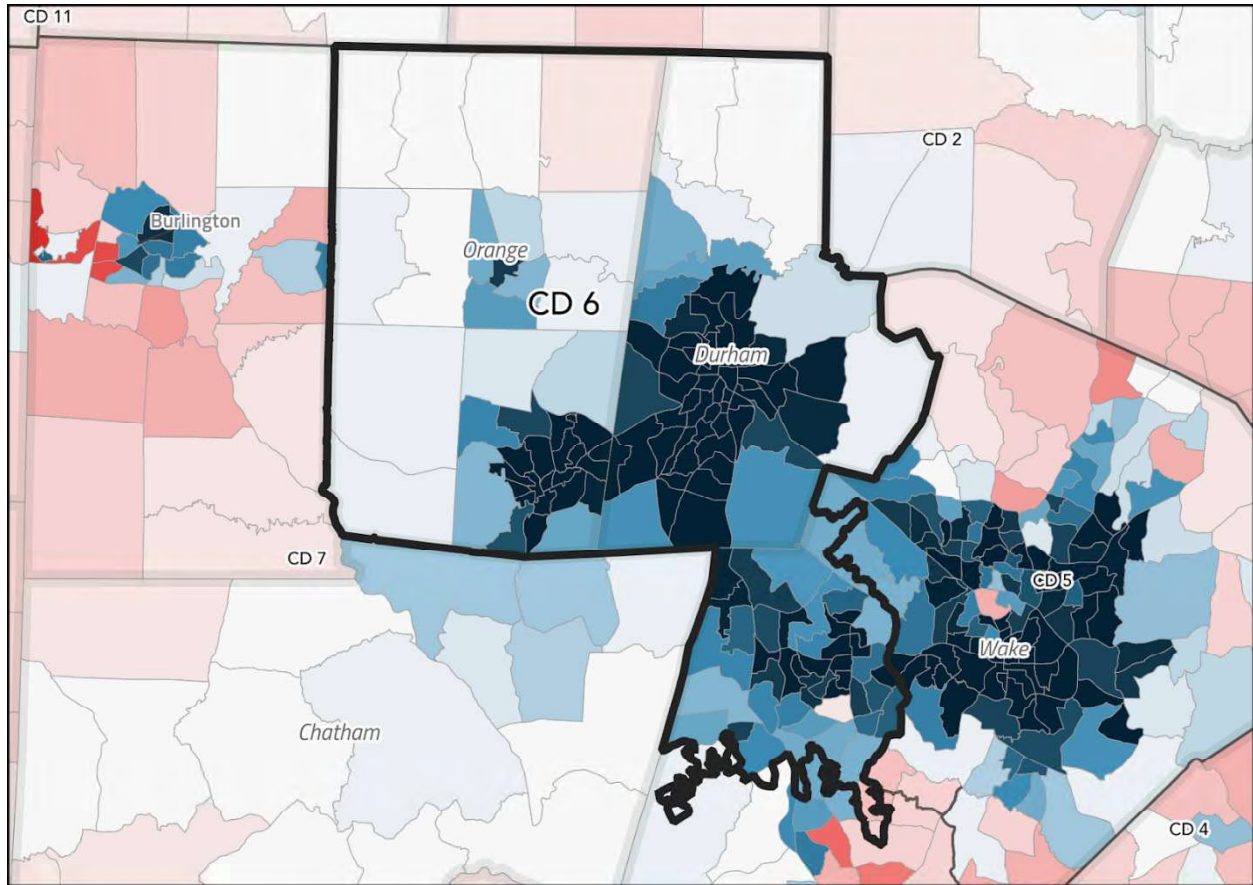 CD 11
CD 2
Burlington
Orange
CD 6
Durham
CD 7
CD 5
Wake
Chatham
CD 4